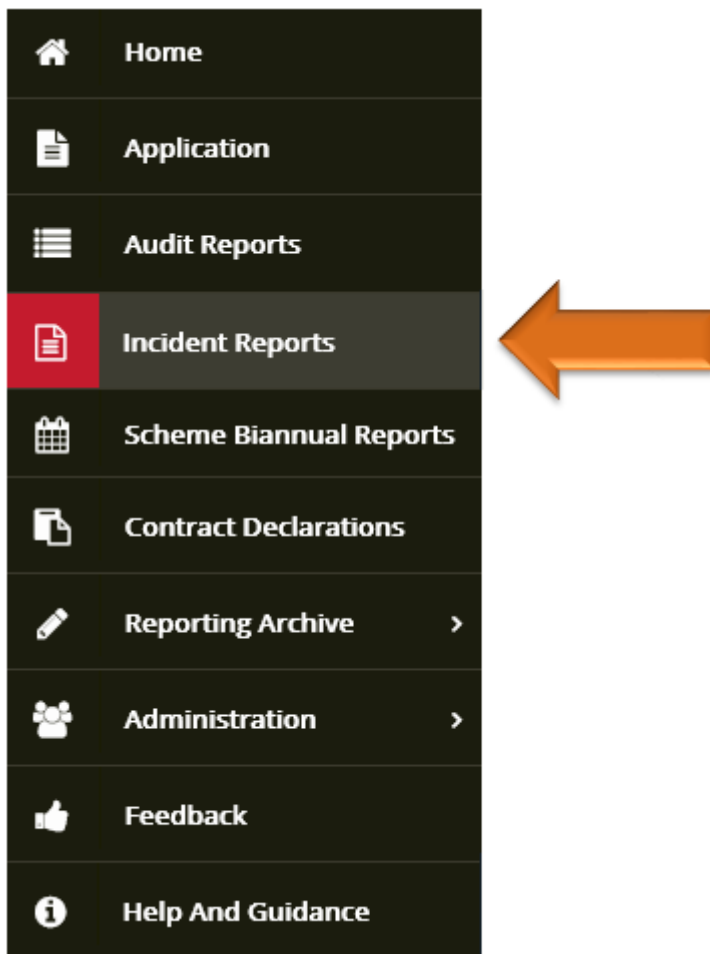 Home
Application
Audit Reports
Incident Reports
Scheme Biannual Reports
Contract Declarations
Reporting Archive
Administration
Feedback
Help And Guidance